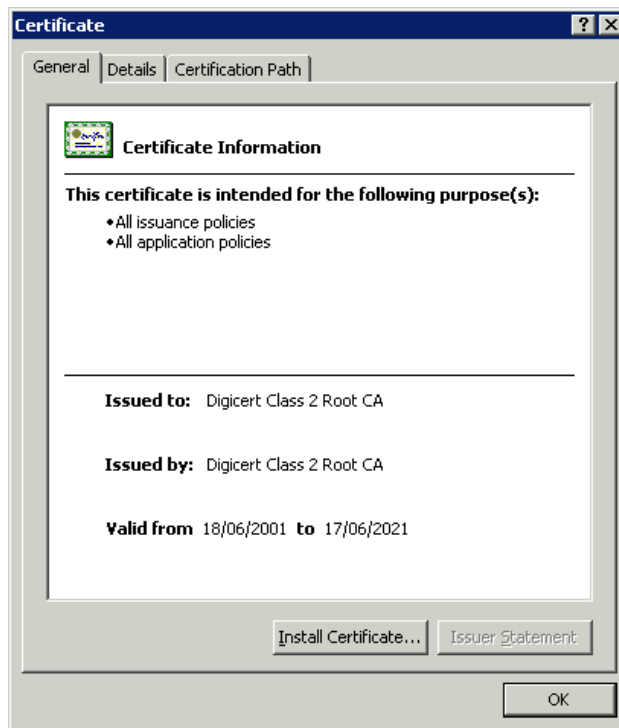 Certificate
General Details Certification Path
Certificate Information
This certificate is intended for the following purpose(s):
•All issuance policies
•All application policies
Issued to: Digicert Class 2 Root CA
Issued by: Digicert Class 2 Root CA
Valid from 18/06/2001 to 17/06/2021
Install Certificate... Issuer Statement
OK